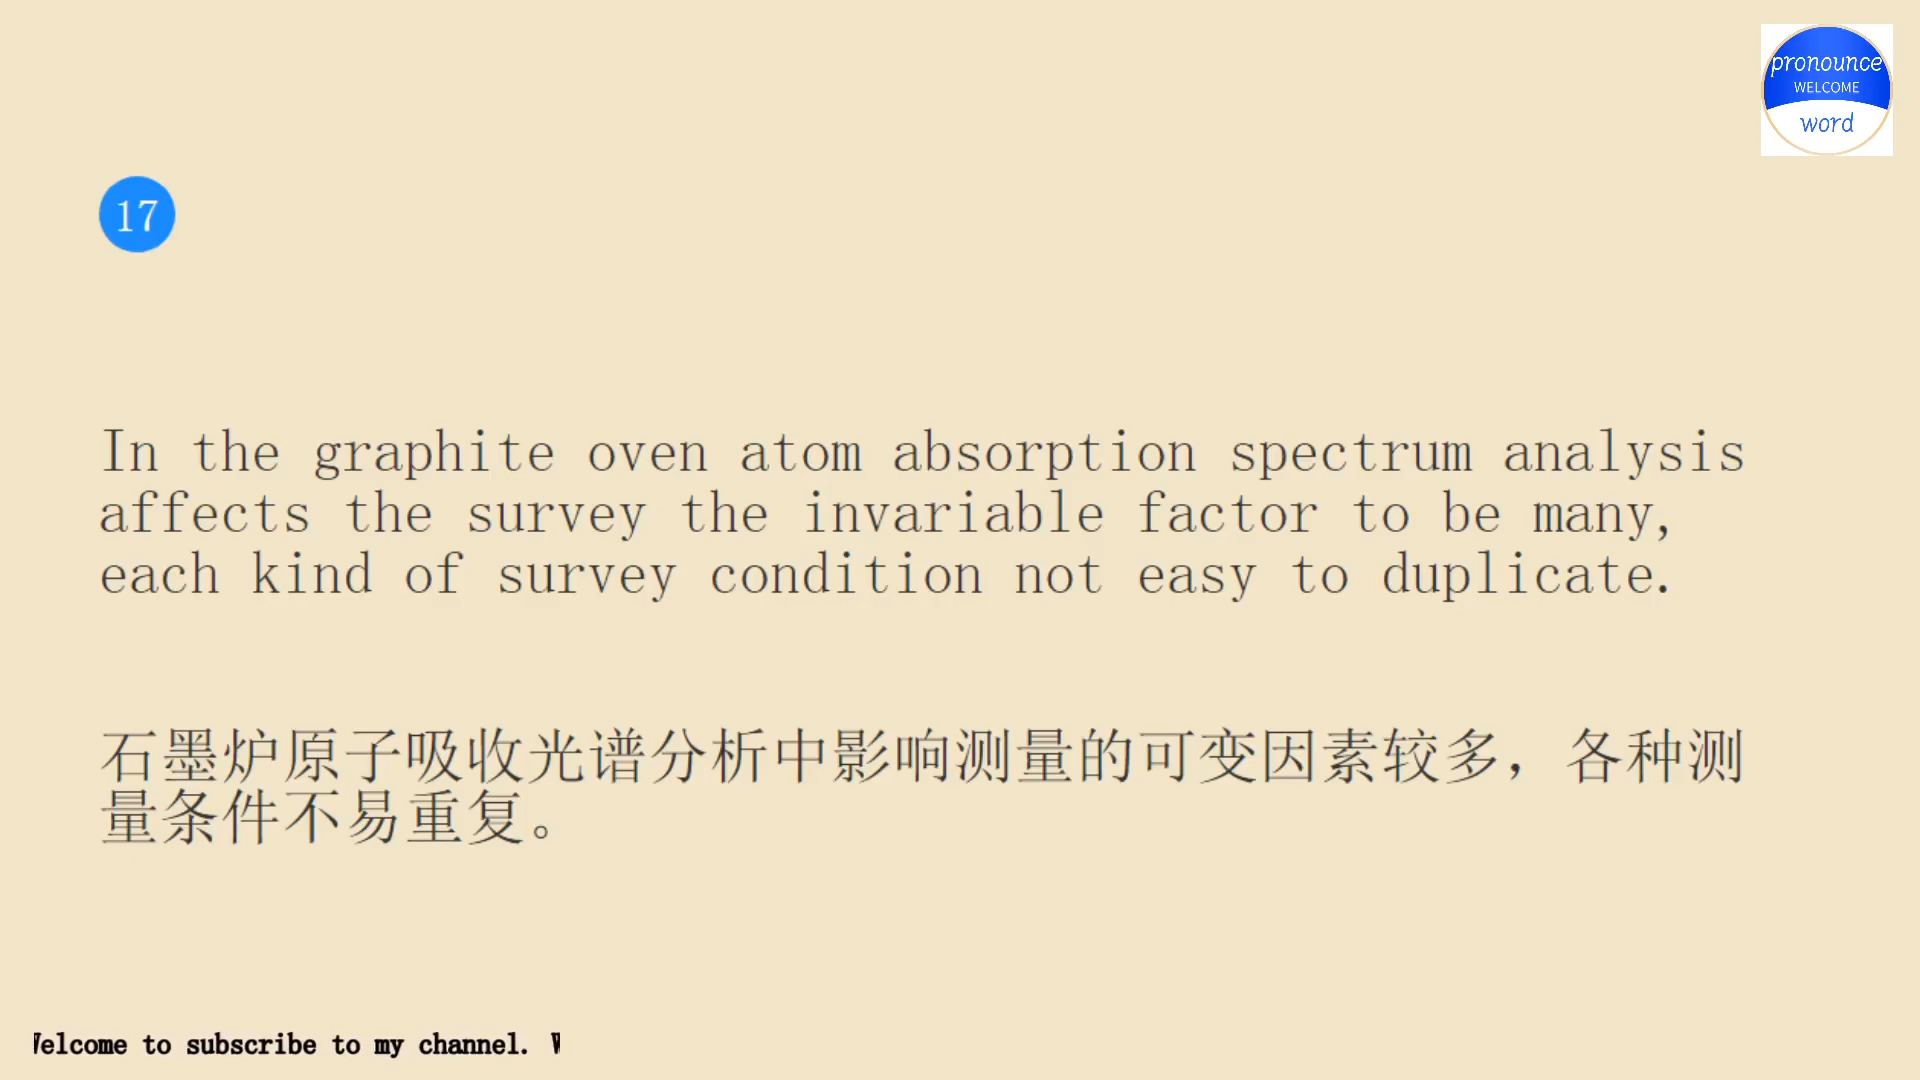 pronounce
WELCOME
word
17
In the graphite oven atom absorption spectrum analysis
affects the survey the invariable factor to be many,
each kind of survey condition not easy to duplicate.
石墨炉原子吸收光谱分析中影响测量的可变因素较多，各种测
量条件不易重复。
Welcome to subscribe to my channel.